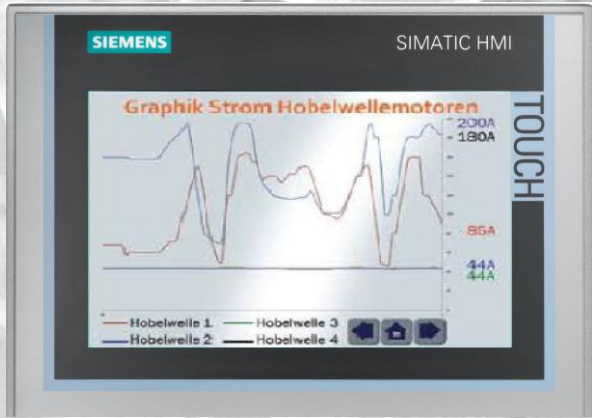 SIEMENS
SIMATIC HMI
TOUCH
Graphik Strom Hobelwellemotoren
200A
180A
85A
44A
44A
Hobelwelle 1
Hobelwelle 3
Hobelwelle 2
Hobelwelle 4